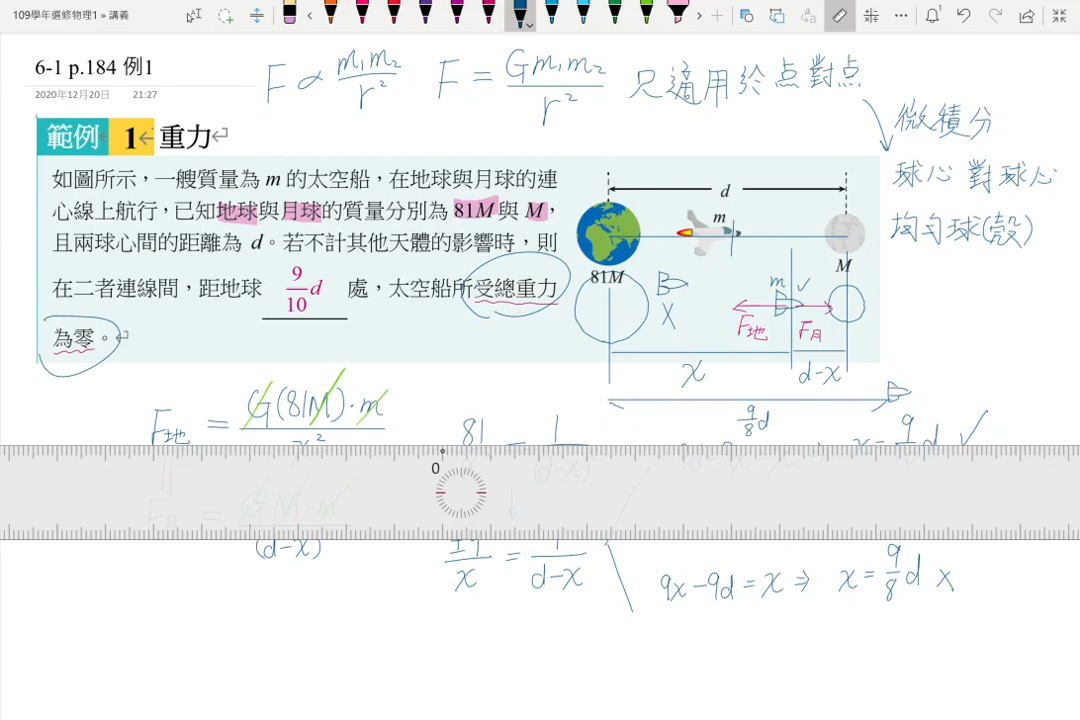 109學年選修物理1 » 講義
6-1 p.184 例1
2020年12月20日 21:27
F ∝ m₁m₂/r² F = Gm₁m₂/r² 只適用於点對点
微積分
球心對球心
均勻球(殼)
範例 1 重力
如圖所示，一艘質量為 m 的太空船，在地球與月球的連
心線上航行，已知地球與月球的質量分別為 81M 與 M，
且兩球心間的距離為 d。若不計其他天體的影響時，則
在二者連線間，距地球 9/10 d 處，太空船所受總重力
為零。
d
m
81M
M
X
m ✓
F地 F月
x d-x
9/8 d
F地 = G(81M)·m/x²
81 = 1/(d-x)
✓
0
F月 = GM·m/(d-x)
±9/x = 1/(d-x)
9x-9d=x ⇒ x=9/8 d ×